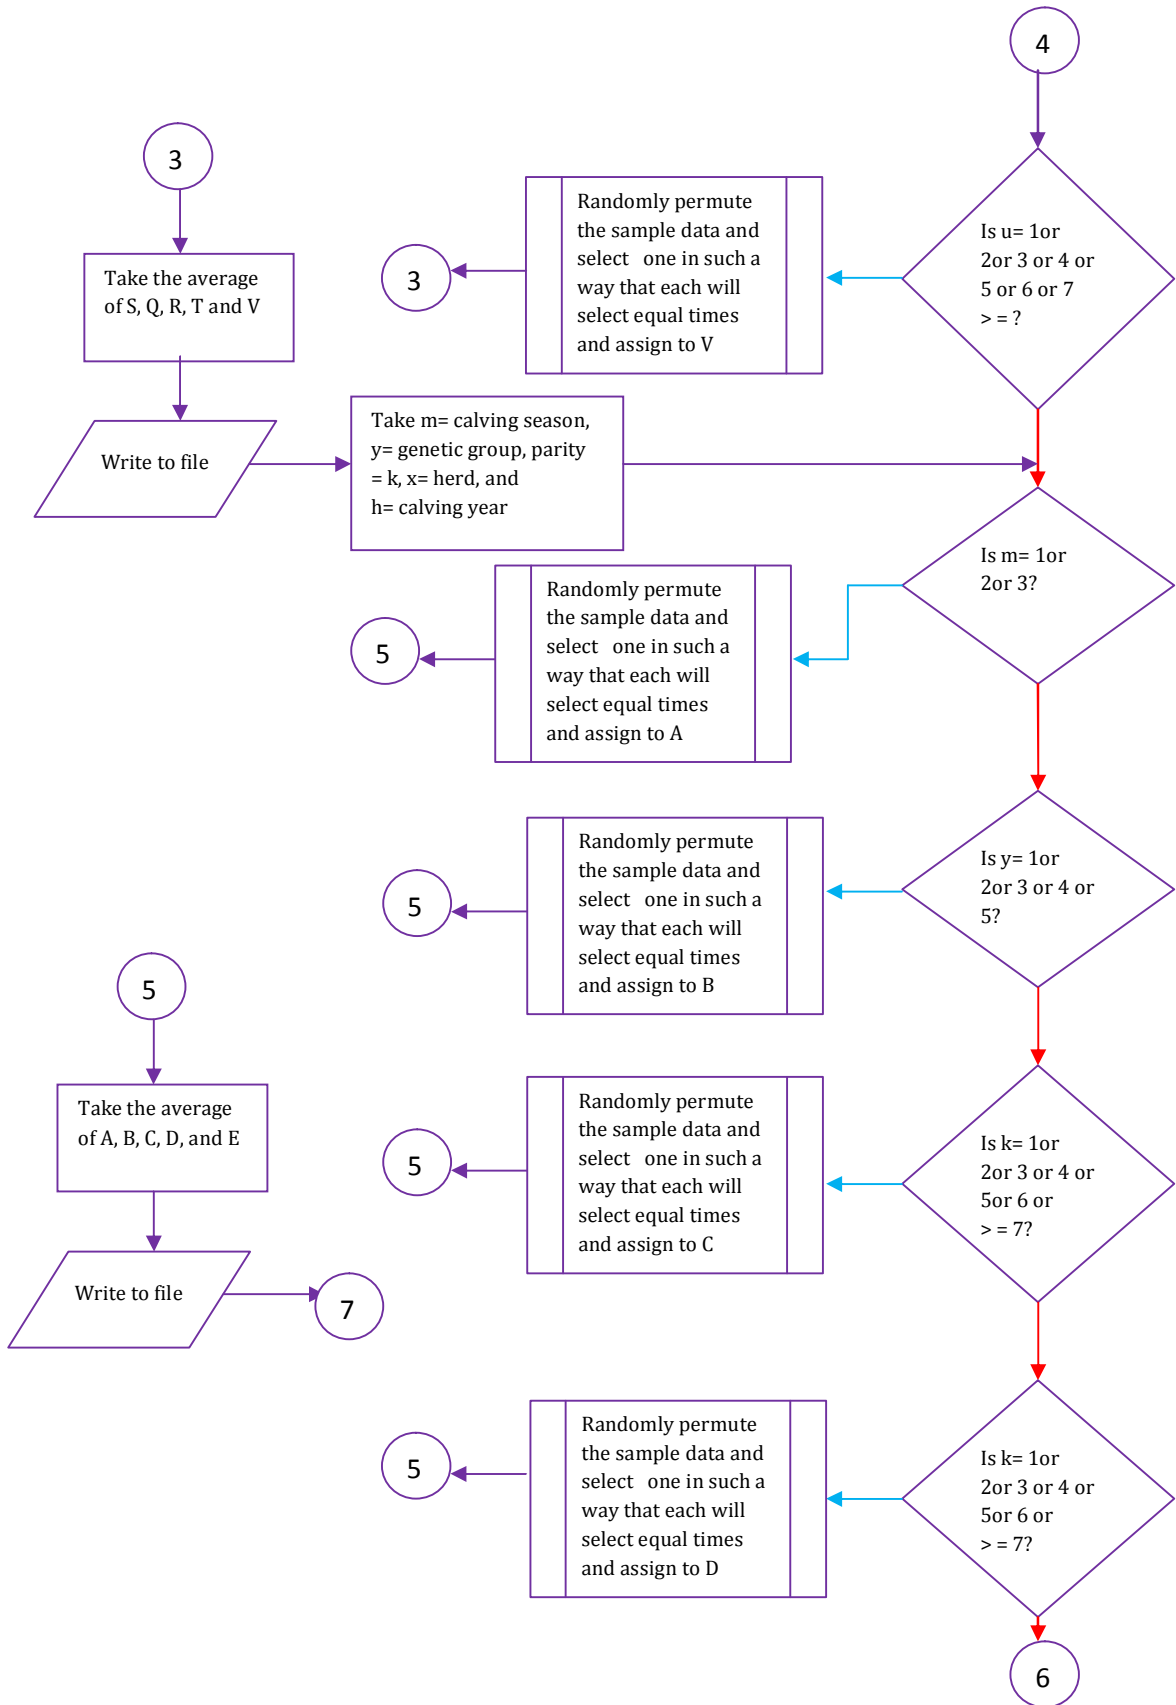 4
3
Randomly permute
the sample data and
select one in such a
way that each will
select equal times
and assign to V
Is u= 1or
2or 3 or 4 or
5 or 6 or 7
> = ?
3
Take the average
of S, Q, R, T and V
Write to file
Take m= calving season,
y= genetic group, parity
= k, x= herd, and
h= calving year
Is m= 1or
2or 3?
Randomly permute
the sample data and
select one in such a
way that each will
select equal times
and assign to A
5
Randomly permute
the sample data and
select one in such a
way that each will
select equal times
and assign to B
Is y= 1or
2or 3 or 4 or
5?
5
5
Take the average
of A, B, C, D, and E
Randomly permute
the sample data and
select one in such a
way that each will
select equal times
and assign to C
5
Is k= 1or
2or 3 or 4 or
5or 6 or
> = 7?
Write to file
7
Randomly permute
the sample data and
select one in such a
way that each will
select equal times
and assign to D
5
Is k= 1or
2or 3 or 4 or
5or 6 or
> = 7?
6